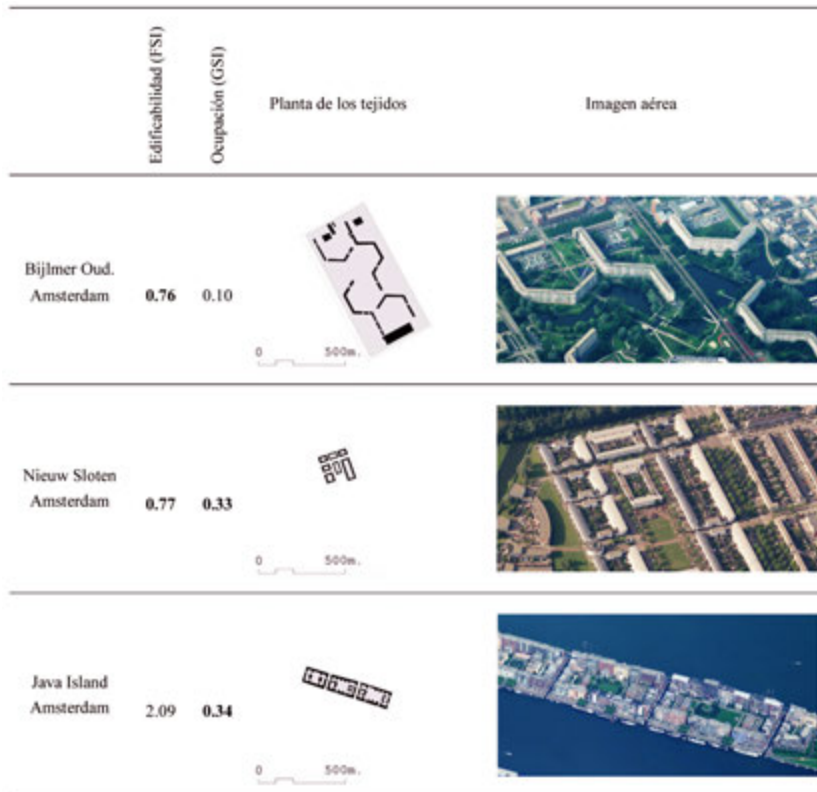 Edificabilidad (FSI)
Ocupación (GSI)
Planta de los tejidos
Imagen aérea
Bijlmer Oud.
Amsterdam
0.76
0.10
0 500m.
Nieuw Sloten
Amsterdam
0.77
0.33
0 500m.
Java Island
Amsterdam
2.09
0.34
0 500m.